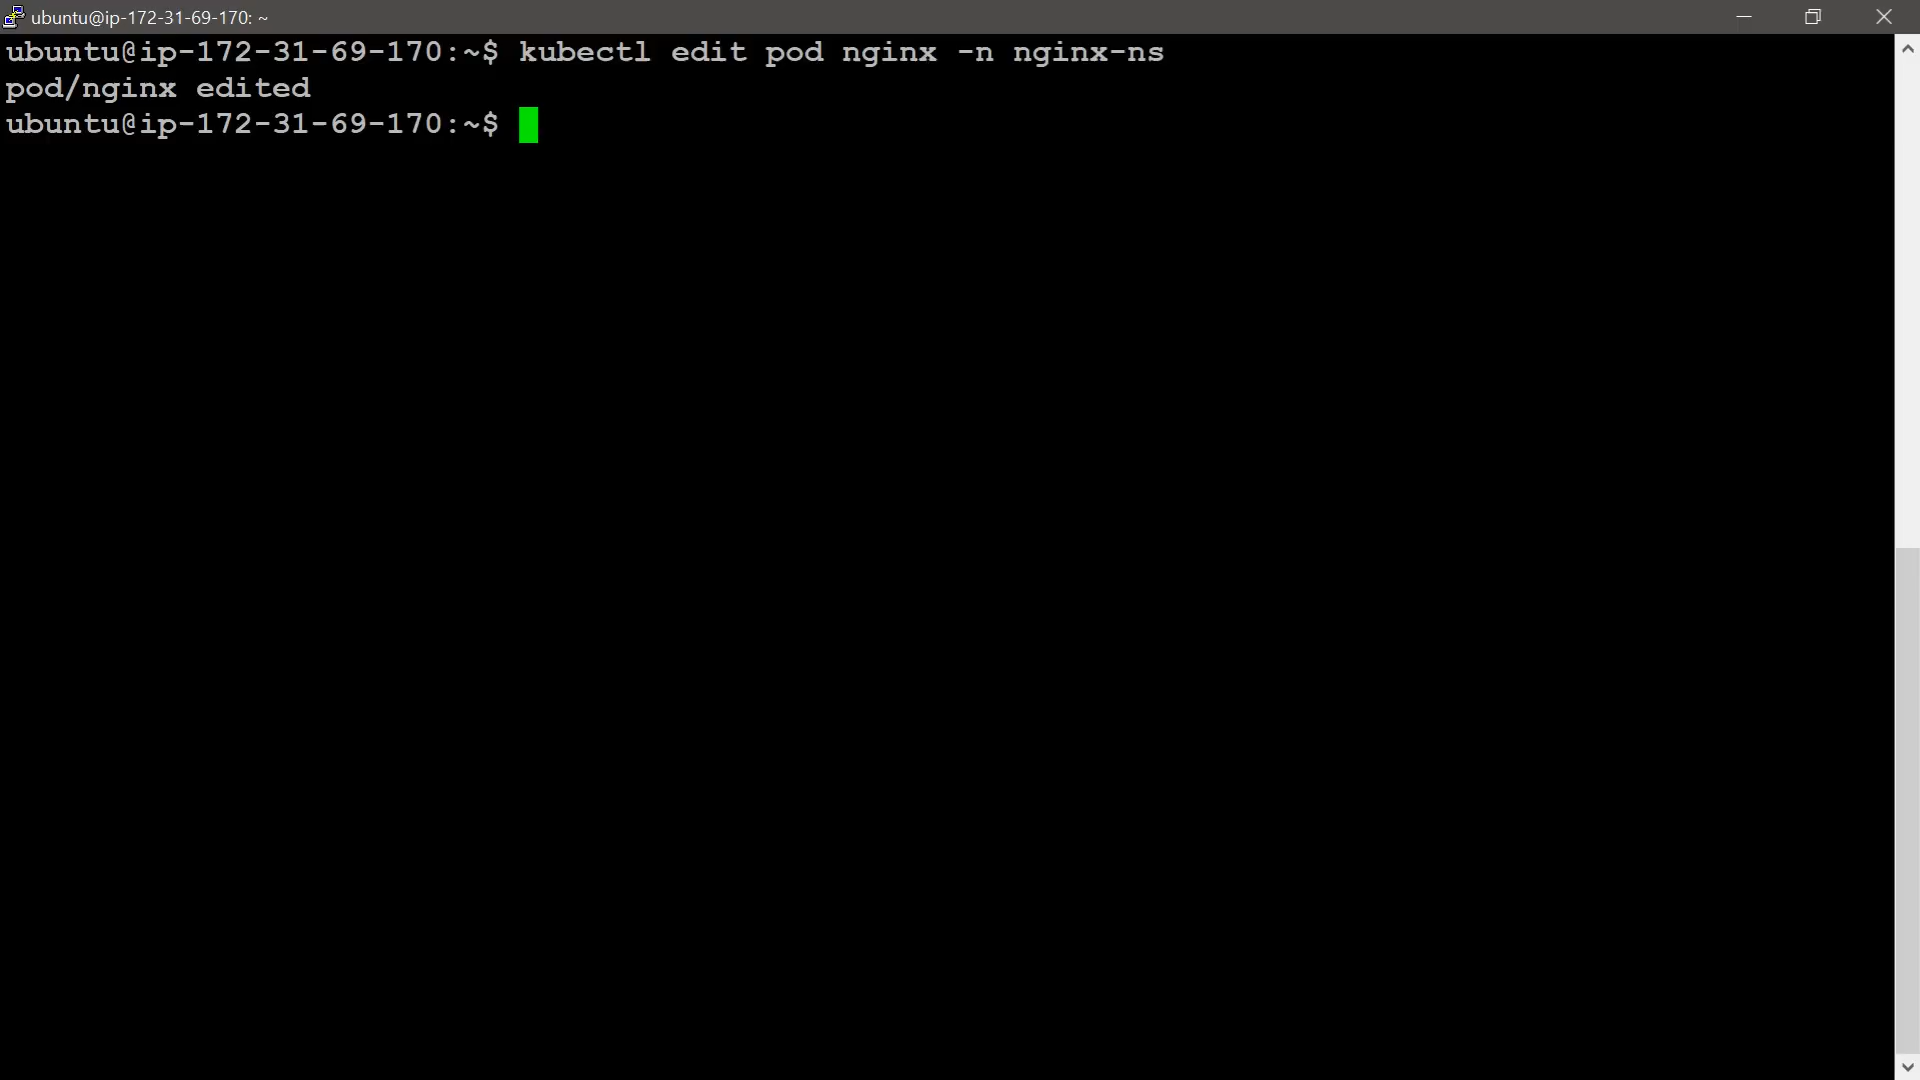 ubuntu@ip-172-31-69-170: ~
ubuntu@ip-172-31-69-170:~$ kubectl edit pod nginx -n nginx-ns
pod/nginx edited
ubuntu@ip-172-31-69-170:~$